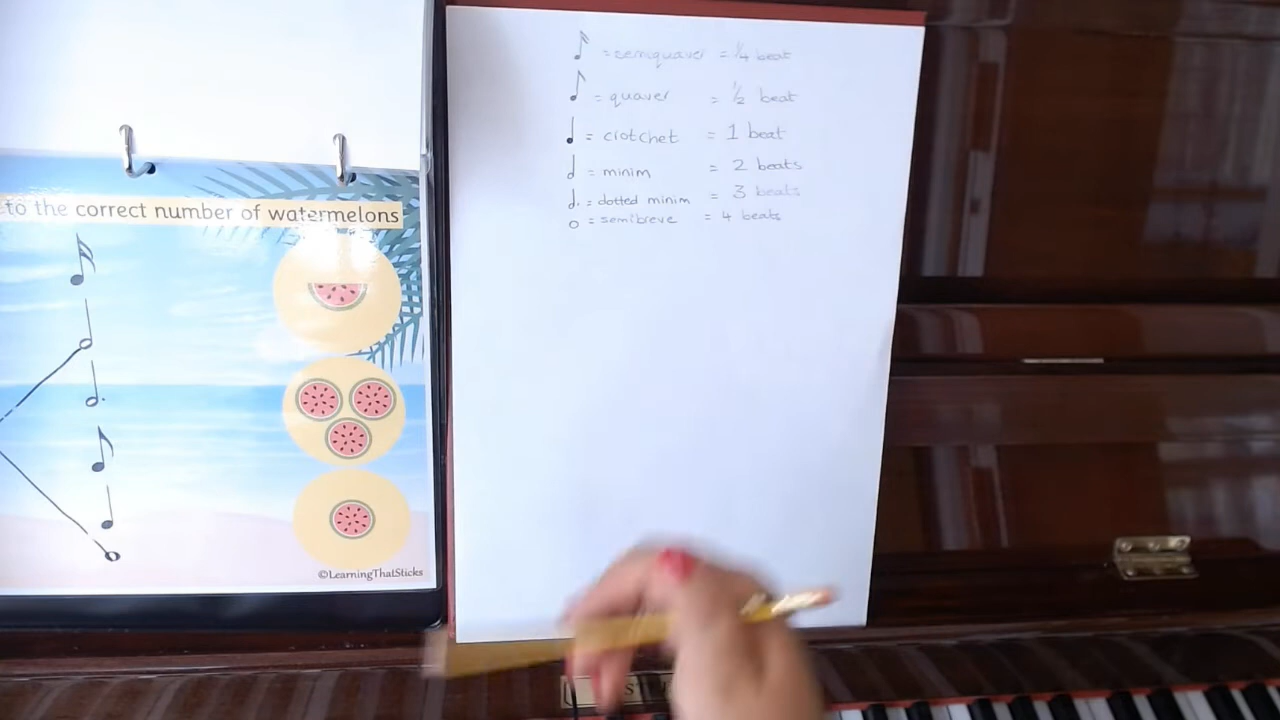 to the correct number of watermelons
©LearningThatSticks
= semiquaver = 1/4 beat
= quaver = 1/2 beat
= crotchet = 1 beat
= minim = 2 beats
= dotted minim = 3 beats
= semibreve = 4 beats